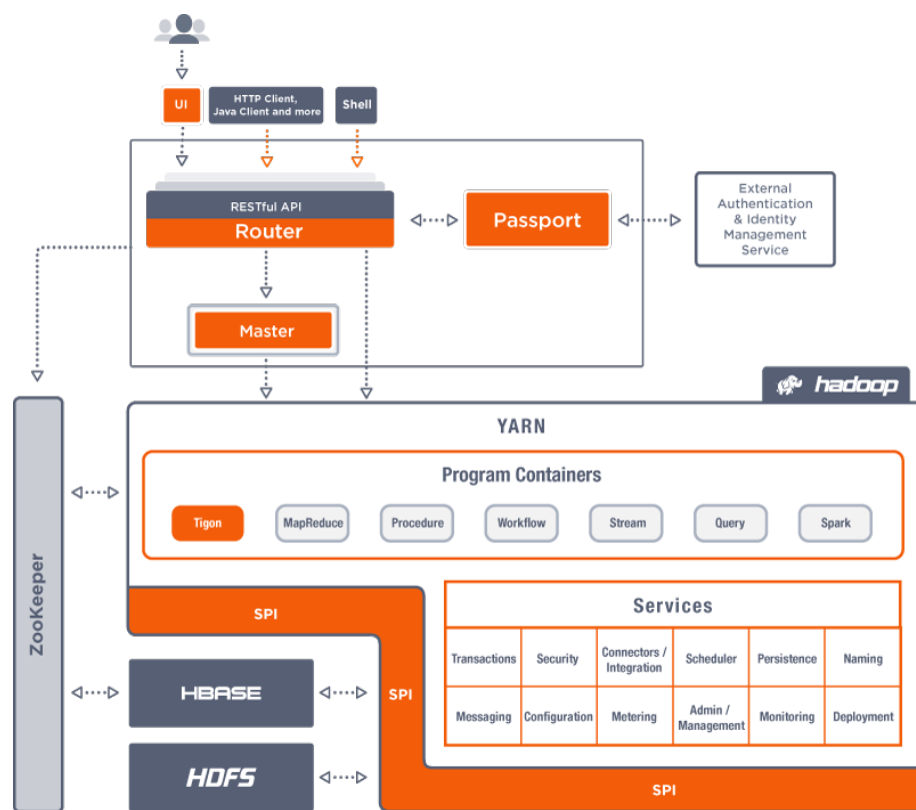 UI
HTTP Client,
Java Client and more
Shell
RESTful API
Router
Passport
External
Authentication
& Identity
Management
Service
Master
hadoop
YARN
Program Containers
Tigon
MapReduce
Procedure
Workflow
Stream
Query
Spark
ZooKeeper
SPI
Services
Transactions
Security
Connectors /
Integration
Scheduler
Persistence
Naming
Messaging
Configuration
Metering
Admin /
Management
Monitoring
Deployment
HBASE
SPI
HDFS
SPI